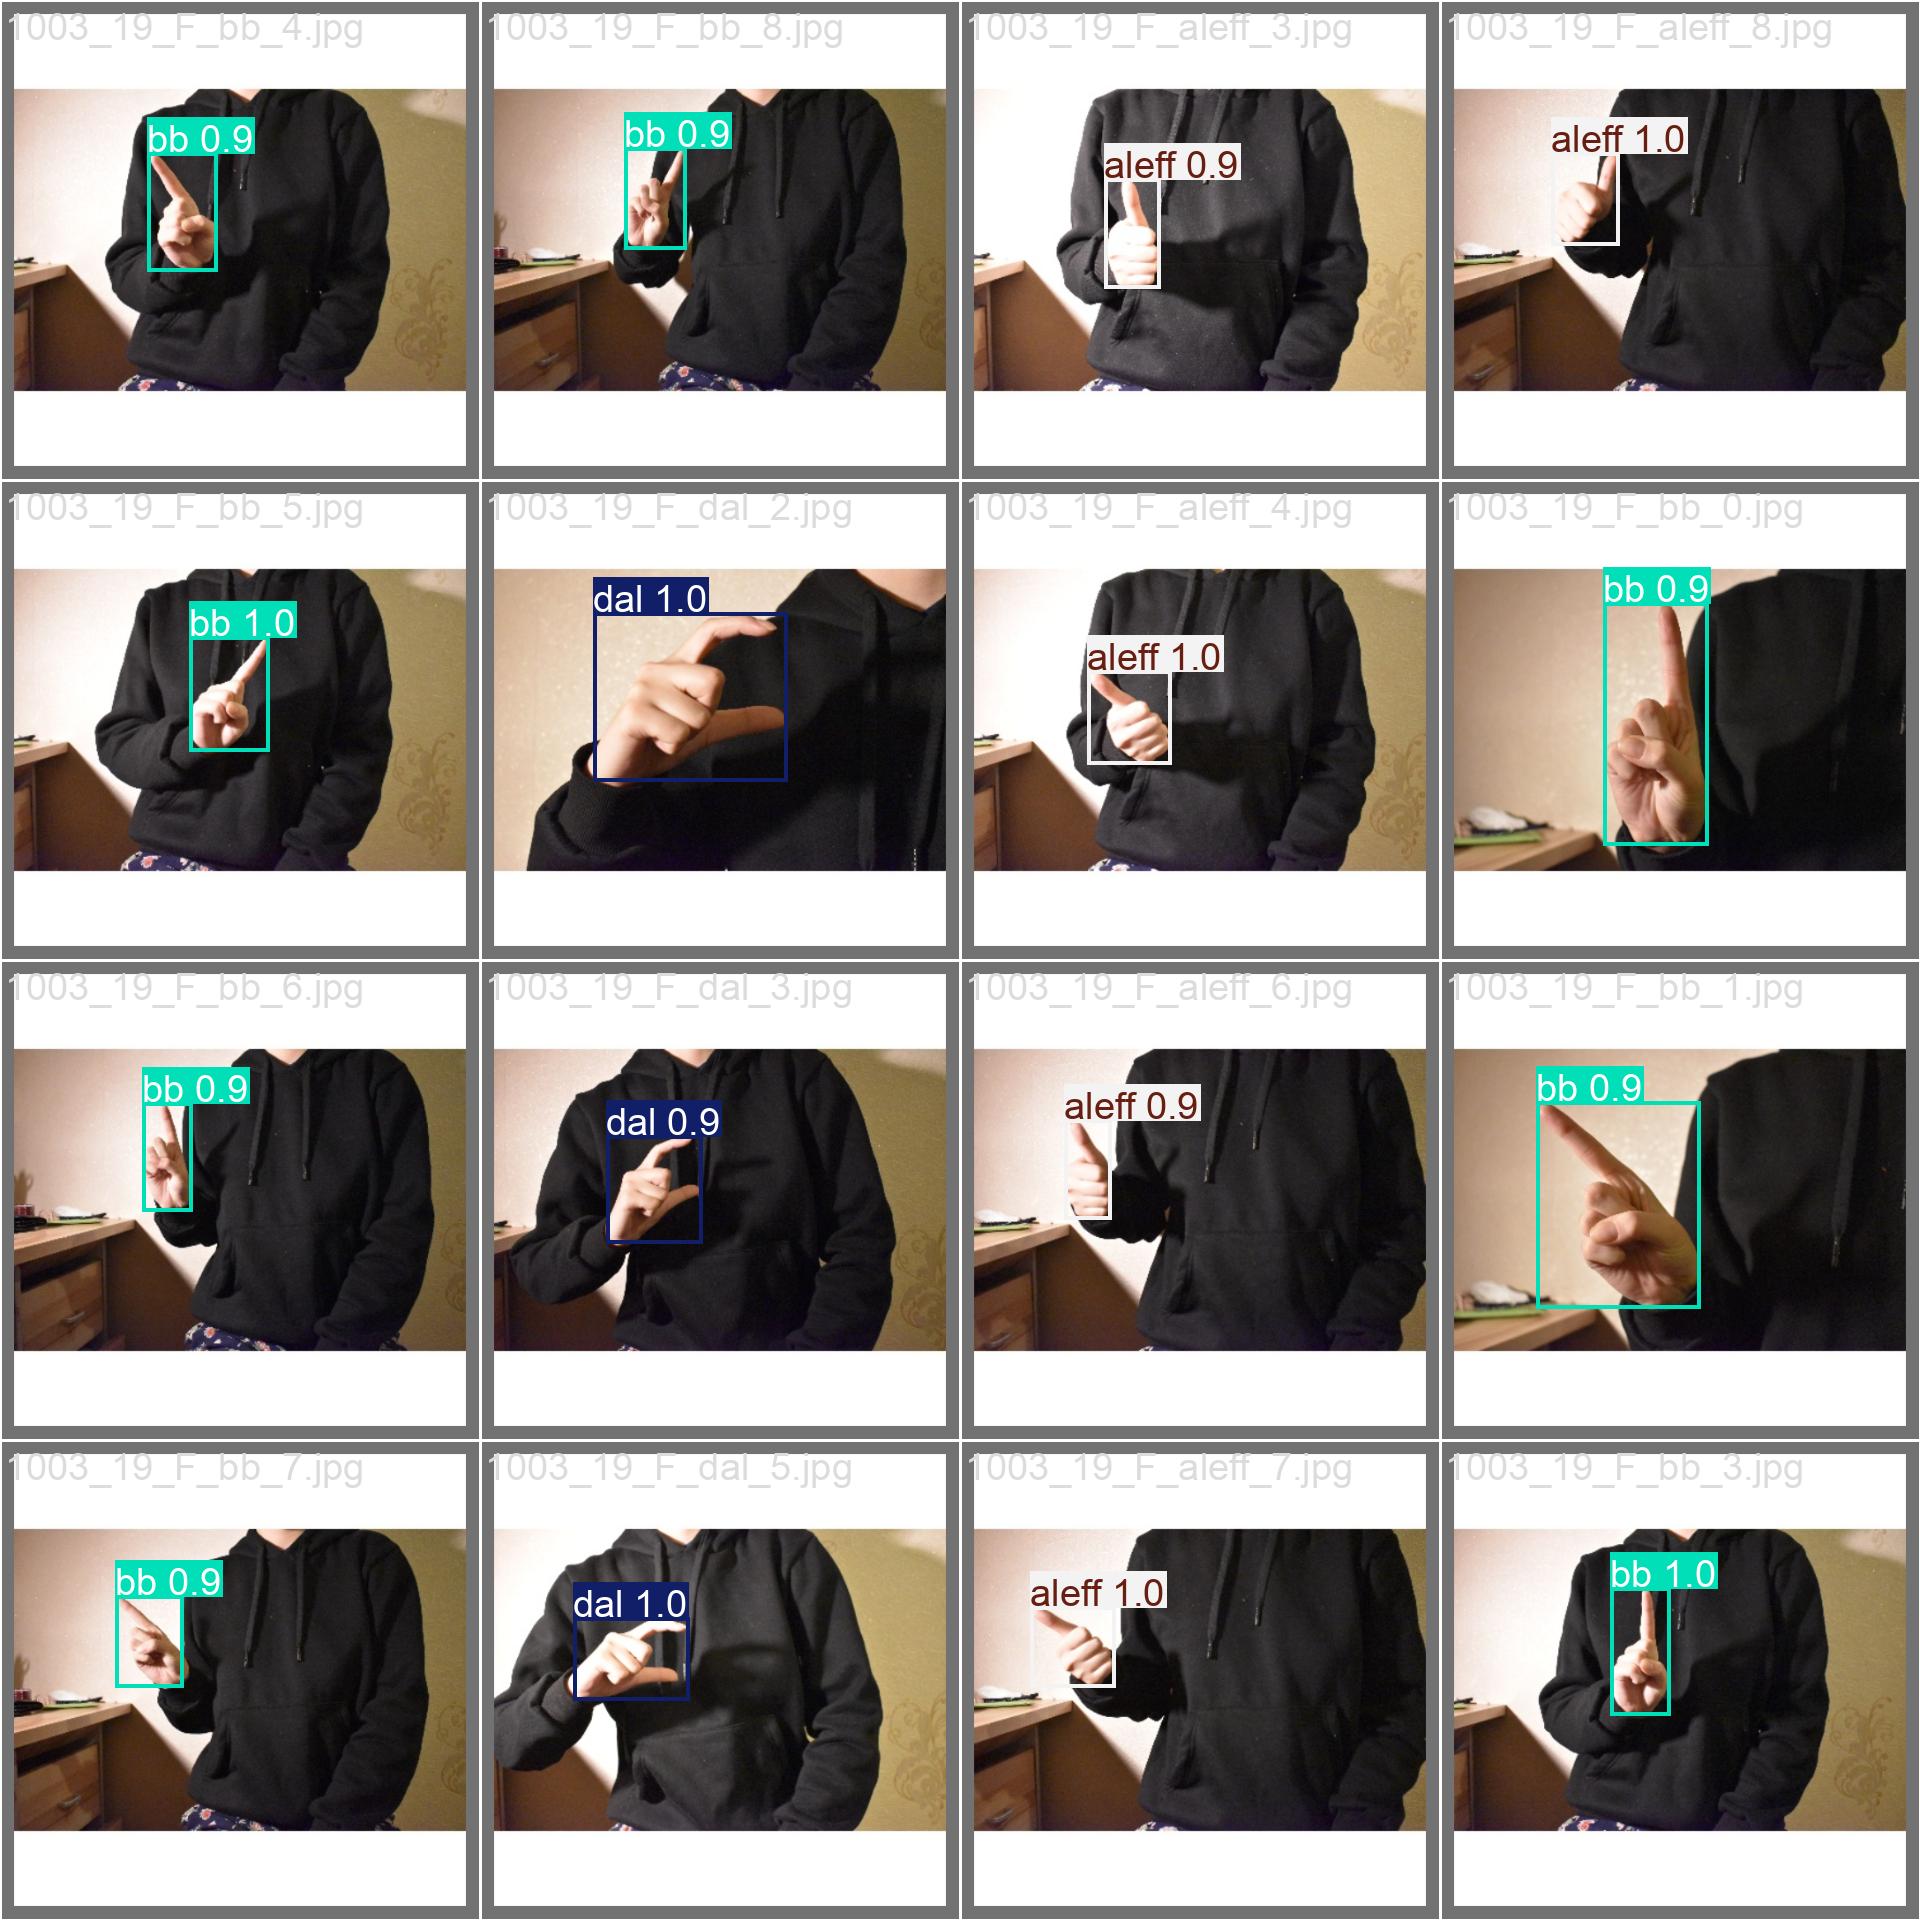 1003_19_F_bb_4.jpg
bb 0.9
1003_19_F_bb_8.jpg
bb 0.9
1003_19_F_aleff_3.jpg
aleff 0.9
1003_19_F_aleff_8.jpg
aleff 1.0
1003_19_F_bb_5.jpg
bb 1.0
1003_19_F_dal_2.jpg
dal 1.0
1003_19_F_aleff_4.jpg
aleff 1.0
1003_19_F_bb_0.jpg
bb 0.9
1003_19_F_bb_6.jpg
bb 0.9
1003_19_F_dal_3.jpg
dal 0.9
1003_19_F_aleff_6.jpg
aleff 0.9
1003_19_F_bb_1.jpg
bb 0.9
1003_19_F_bb_7.jpg
bb 0.9
1003_19_F_dal_5.jpg
dal 1.0
1003_19_F_aleff_7.jpg
aleff 1.0
1003_19_F_bb_3.jpg
bb 1.0